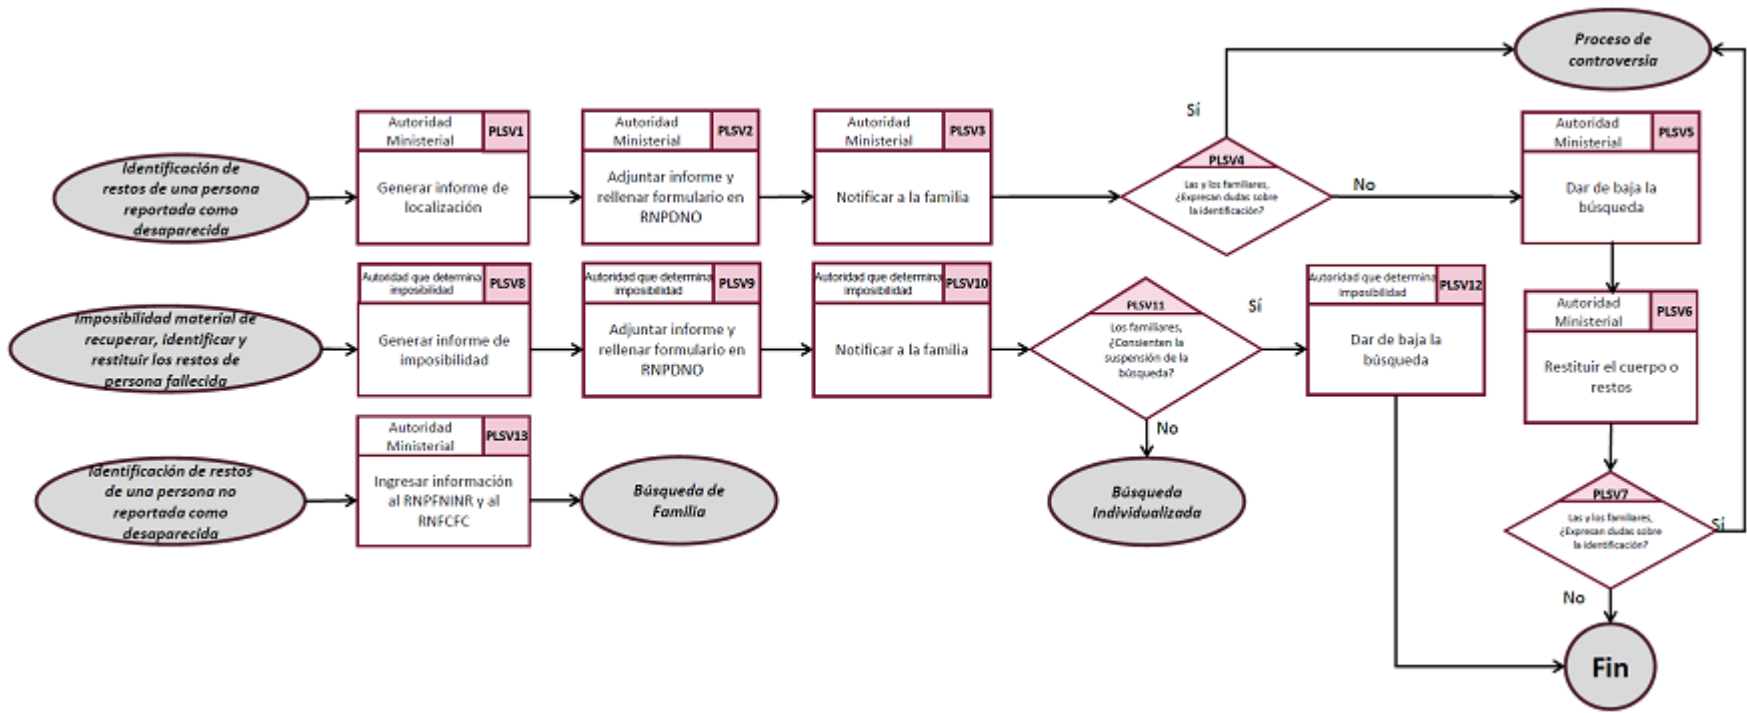 Proceso de
controversia
Sí
Autoridad
Ministerial
PLSV1
Generar informe de
localización
Autoridad
Ministerial
PLSV2
Adjuntar informe y
rellenar formulario en
RNPDNO
Autoridad
Ministerial
PLSV3
Notificar a la familia
PLSV4
Las y los familiares,
¿Expresan dudas sobre
la identificación?
No
Autoridad
Ministerial
PLSV5
Dar de baja la
búsqueda
Identificación de
restos de una persona
reportada como
desaparecida
Imposibilidad material de
recuperar, identificar y
restituir los restos de
persona fallecida
Autoridad que determina
imposibilidad
PLSV8
Generar informe de
imposibilidad
Autoridad que determina
imposibilidad
PLSV9
Adjuntar informe y
rellenar formulario en
RNPDNO
Autoridad que determina
imposibilidad
PLSV10
Notificar a la familia
PLSV11
Los familiares,
¿Consienten la
suspensión de la
búsqueda?
Sí
No
Autoridad que determina
imposibilidad
PLSV12
Dar de baja la
búsqueda
Autoridad
Ministerial
PLSV6
Restituir el cuerpo o
restos
Identificación de restos
de una persona no
reportada como
desaparecida
Autoridad
Ministerial
PLSV13
Ingresar información
al RNPFNINR y al
RNFCFC
Búsqueda de
Familia
Búsqueda
Individualizada
PLSV7
Las y los familiares,
¿Expresan dudas sobre
la identificación?
Sí
No
Fin